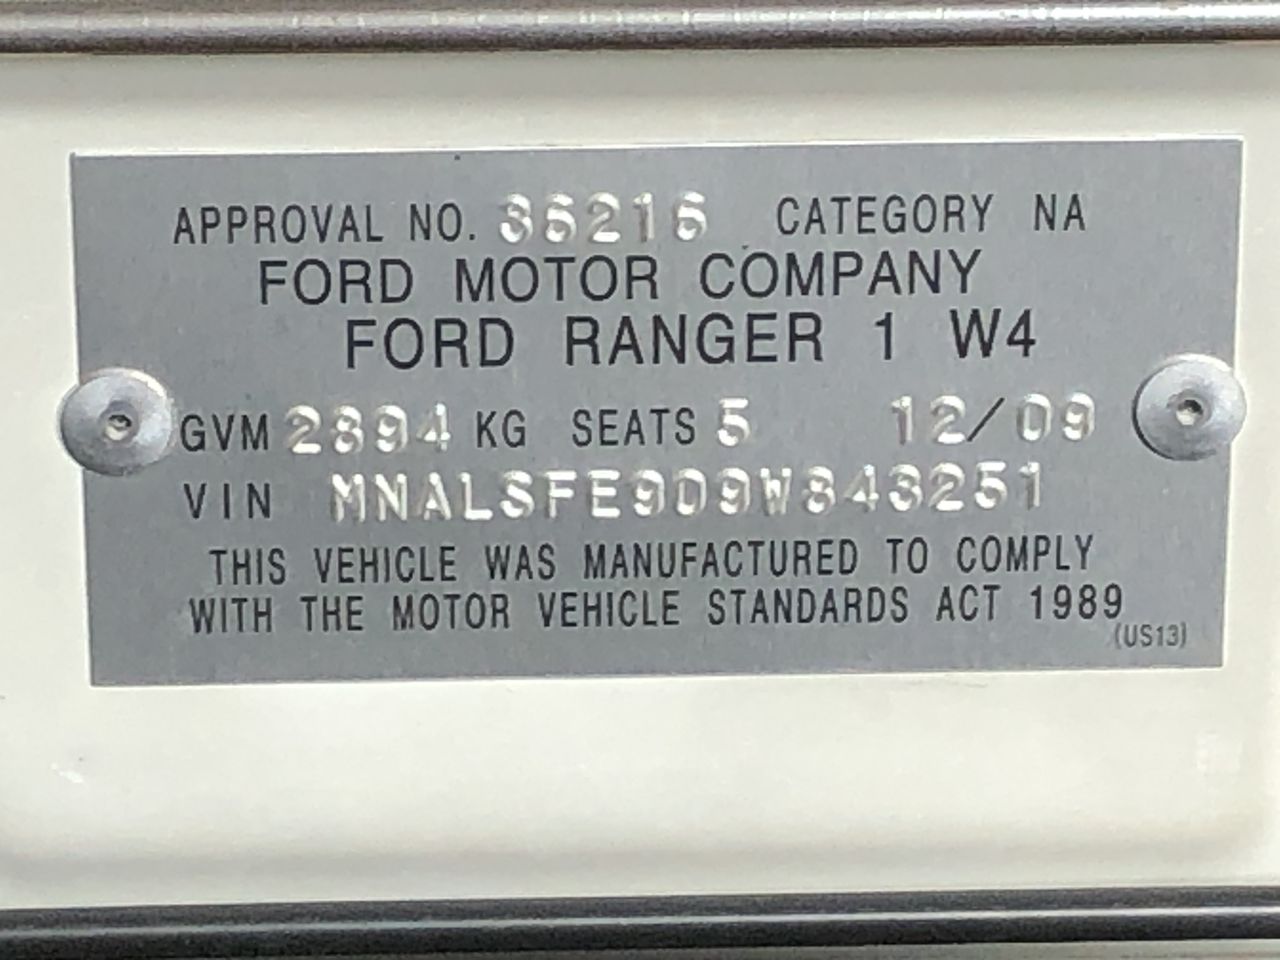 APPROVAL NO. 36216 CATEGORY NA
FORD MOTOR COMPANY
FORD RANGER 1 W4
GVM 2894 KG SEATS 5 12/09
VIN MNALSFE909W843251
THIS VEHICLE WAS MANUFACTURED TO COMPLY
WITH THE MOTOR VEHICLE STANDARDS ACT 1989
(US13)